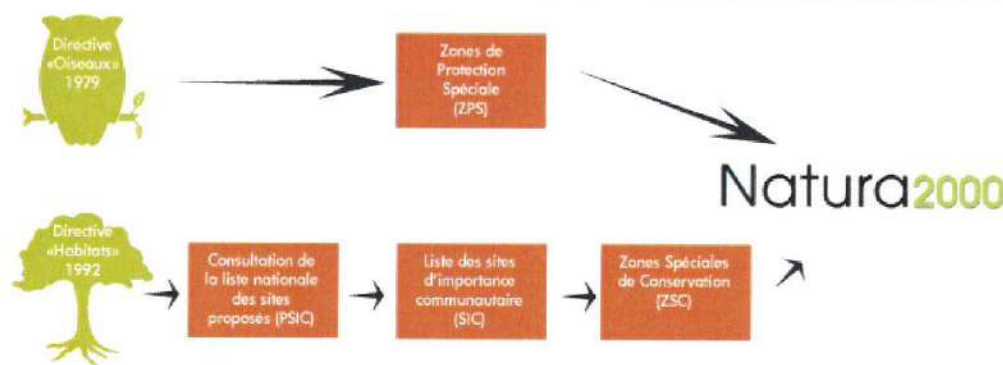 Directive
«Oiseaux»
1979
Zones de
Protection
Spéciale
(ZPS)
Natura2000
Directive
«Habitats»
1992
Consultation de
la liste nationale
des sites
proposés (PSIC)
Liste des sites
d'importance
communautaire
(SIC)
Zones Spéciales
de Conservation
(ZSC)